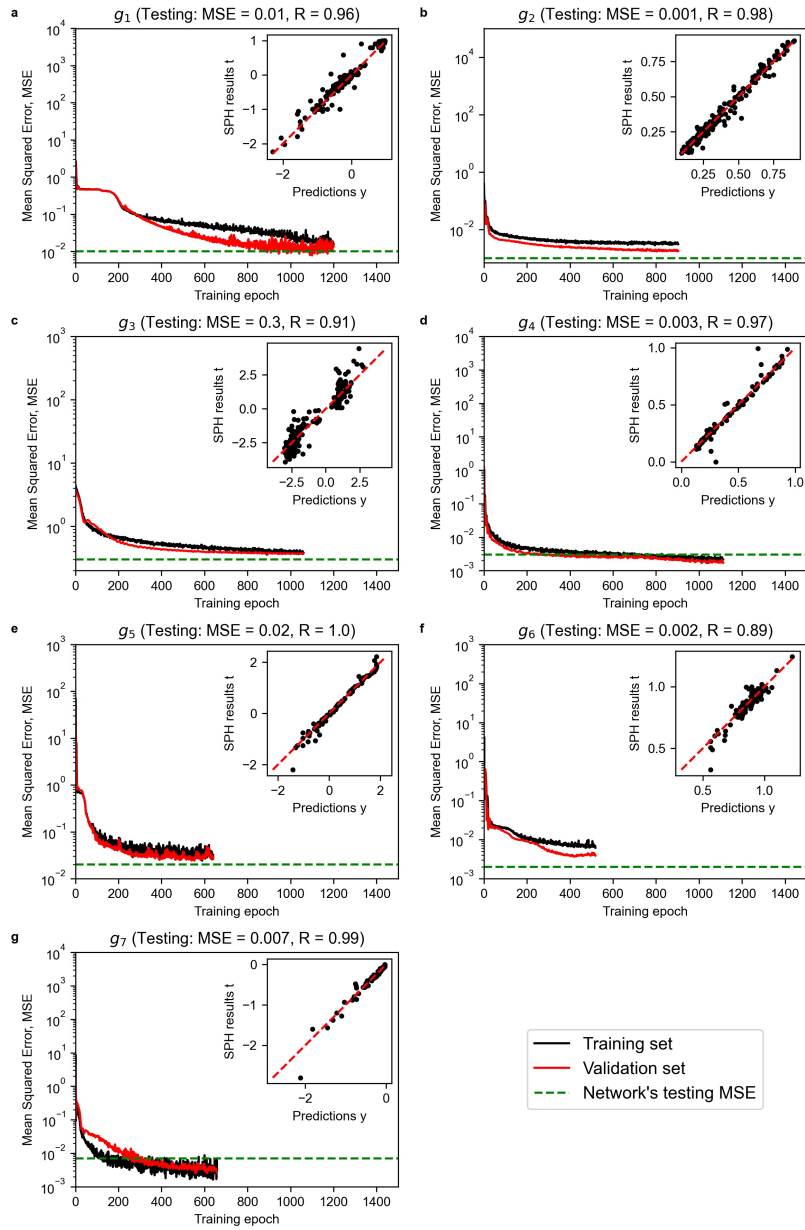 a
g1 (Testing: MSE = 0.01, R = 0.96)
Mean Squared Error, MSE
10^4
10^3
10^2
10^1
10^0
10^−1
10^−2
0 200 400 600 800 1000 1200 1400
Training epoch
SPH results t
1
0
−1
−2
−2 0
Predictions y
b
g2 (Testing: MSE = 0.001, R = 0.98)
Mean Squared Error, MSE
10^4
10^2
10^0
10^−2
0 200 400 600 800 1000 1200 1400
Training epoch
SPH results t
0.75
0.50
0.25
0.25 0.50 0.75
Predictions y
c
g3 (Testing: MSE = 0.3, R = 0.91)
Mean Squared Error, MSE
10^3
10^2
10^1
10^0
0 200 400 600 800 1000 1200 1400
Training epoch
SPH results t
2.5
0.0
−2.5
−2.5 0.0 2.5
Predictions y
d
g4 (Testing: MSE = 0.003, R = 0.97)
Mean Squared Error, MSE
10^4
10^3
10^2
10^1
10^0
10^−1
10^−2
10^−3
0 200 400 600 800 1000 1200 1400
Training epoch
SPH results t
1.0
0.5
0.0
0.0 0.5 1.0
Predictions y
e
g5 (Testing: MSE = 0.02, R = 1.0)
Mean Squared Error, MSE
10^3
10^2
10^1
10^0
10^−1
10^−2
0 200 400 600 800 1000 1200 1400
Training epoch
SPH results t
2
0
−2
−2 0 2
Predictions y
f
g6 (Testing: MSE = 0.002, R = 0.89)
Mean Squared Error, MSE
10^3
10^2
10^1
10^0
10^−1
10^−2
10^−3
0 200 400 600 800 1000 1200 1400
Training epoch
SPH results t
1.0
0.5
0.5 1.0
Predictions y
g
g7 (Testing: MSE = 0.007, R = 0.99)
Mean Squared Error, MSE
10^4
10^3
10^2
10^1
10^0
10^−1
10^−2
10^−3
0 200 400 600 800 1000 1200 1400
Training epoch
SPH results t
0
−1
−2
−2 0
Predictions y
Training set
Validation set
Network's testing MSE